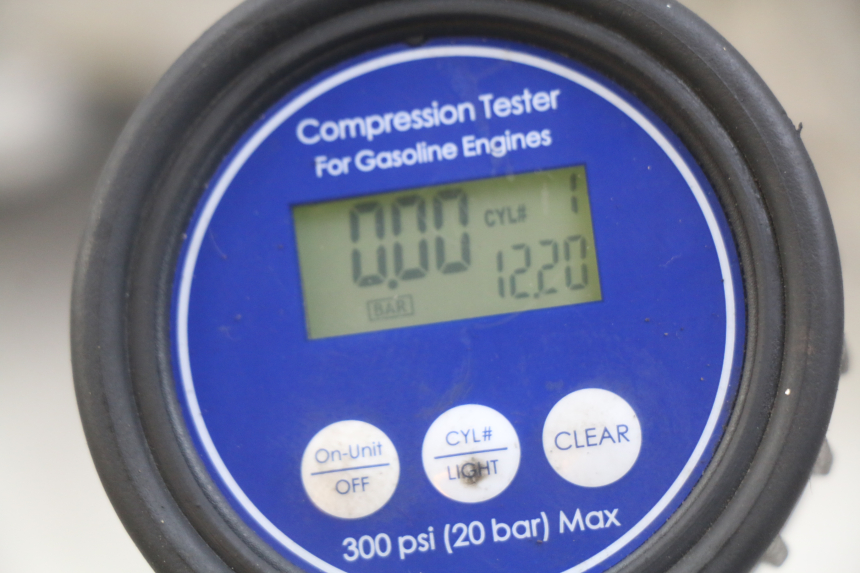 Compression Tester
For Gasoline Engines
0.00 CYL# 1
12.20
BAR
On-Unit
OFF
CYL#
LIGHT
CLEAR
300 psi (20 bar) Max